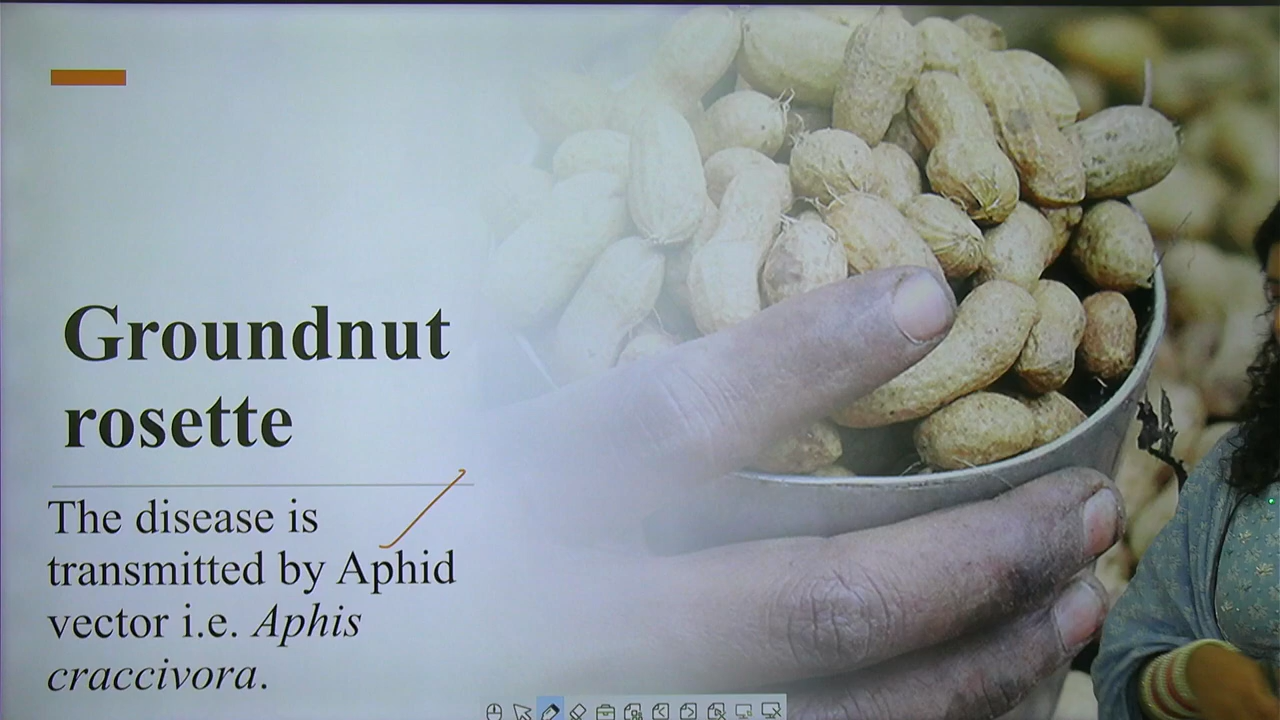 Groundnut
rosette
The disease is
transmitted by Aphid
vector i.e. Aphis
craccivora.